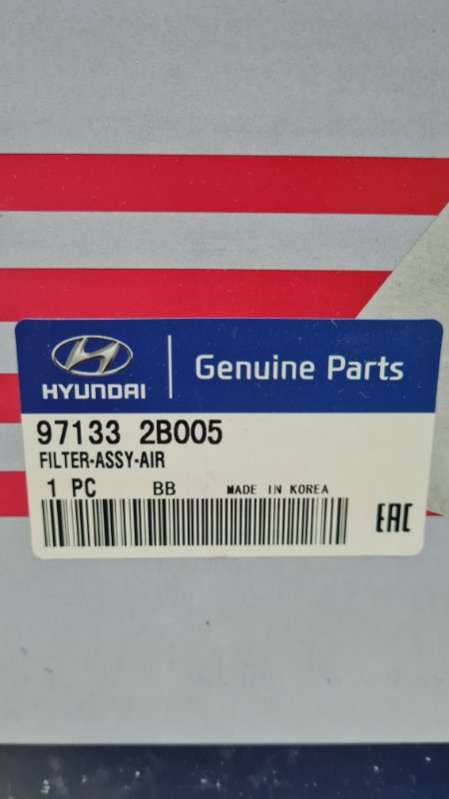 HYUNDAI
Genuine Parts
97133 2B005
FILTER-ASSY-AIR
1 PC BB MADE IN KOREA
EAC